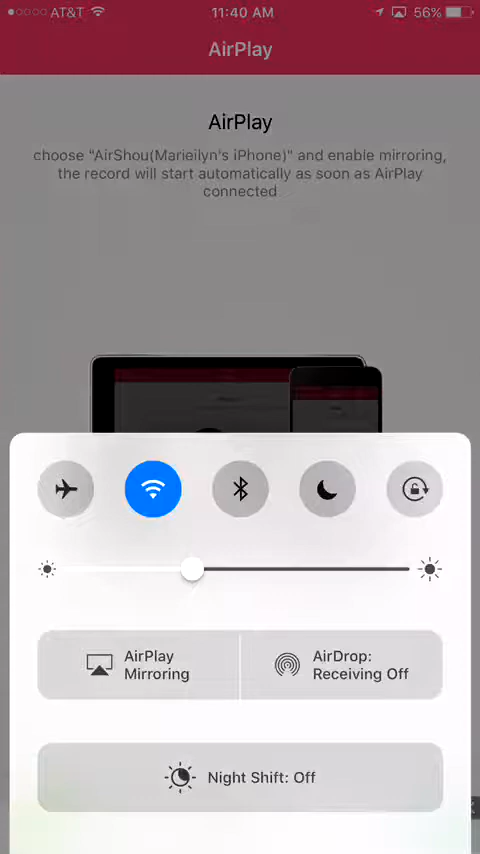 AT&T 11:40 AM 56%
AirPlay
AirPlay
choose "AirShou(Marieilyn's iPhone)" and enable mirroring,
the record will start automatically as soon as AirPlay
connected
AirPlay
Mirroring
AirDrop:
Receiving Off
Night Shift: Off